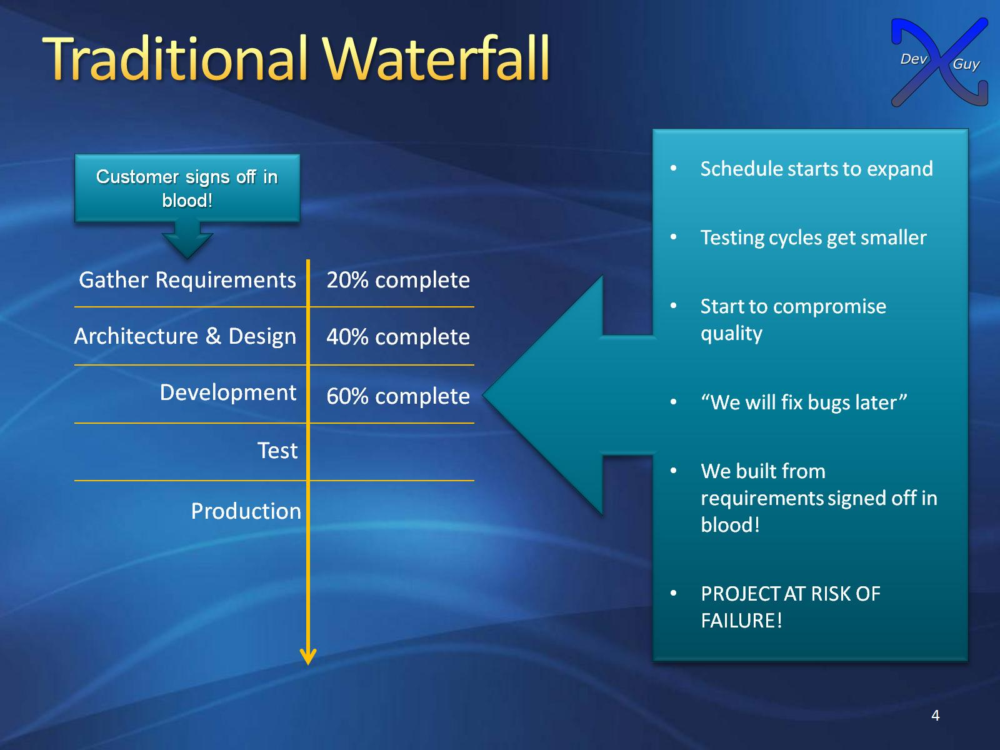 Traditional Waterfall
Dev Guy
Customer signs off in
blood!
Gather Requirements 20% complete
Architecture & Design 40% complete
Development 60% complete
Test
Production
• Schedule starts to expand
• Testing cycles get smaller
• Start to compromise
quality
• “We will fix bugs later”
• We built from
requirements signed off in
blood!
• PROJECT AT RISK OF
FAILURE!
4